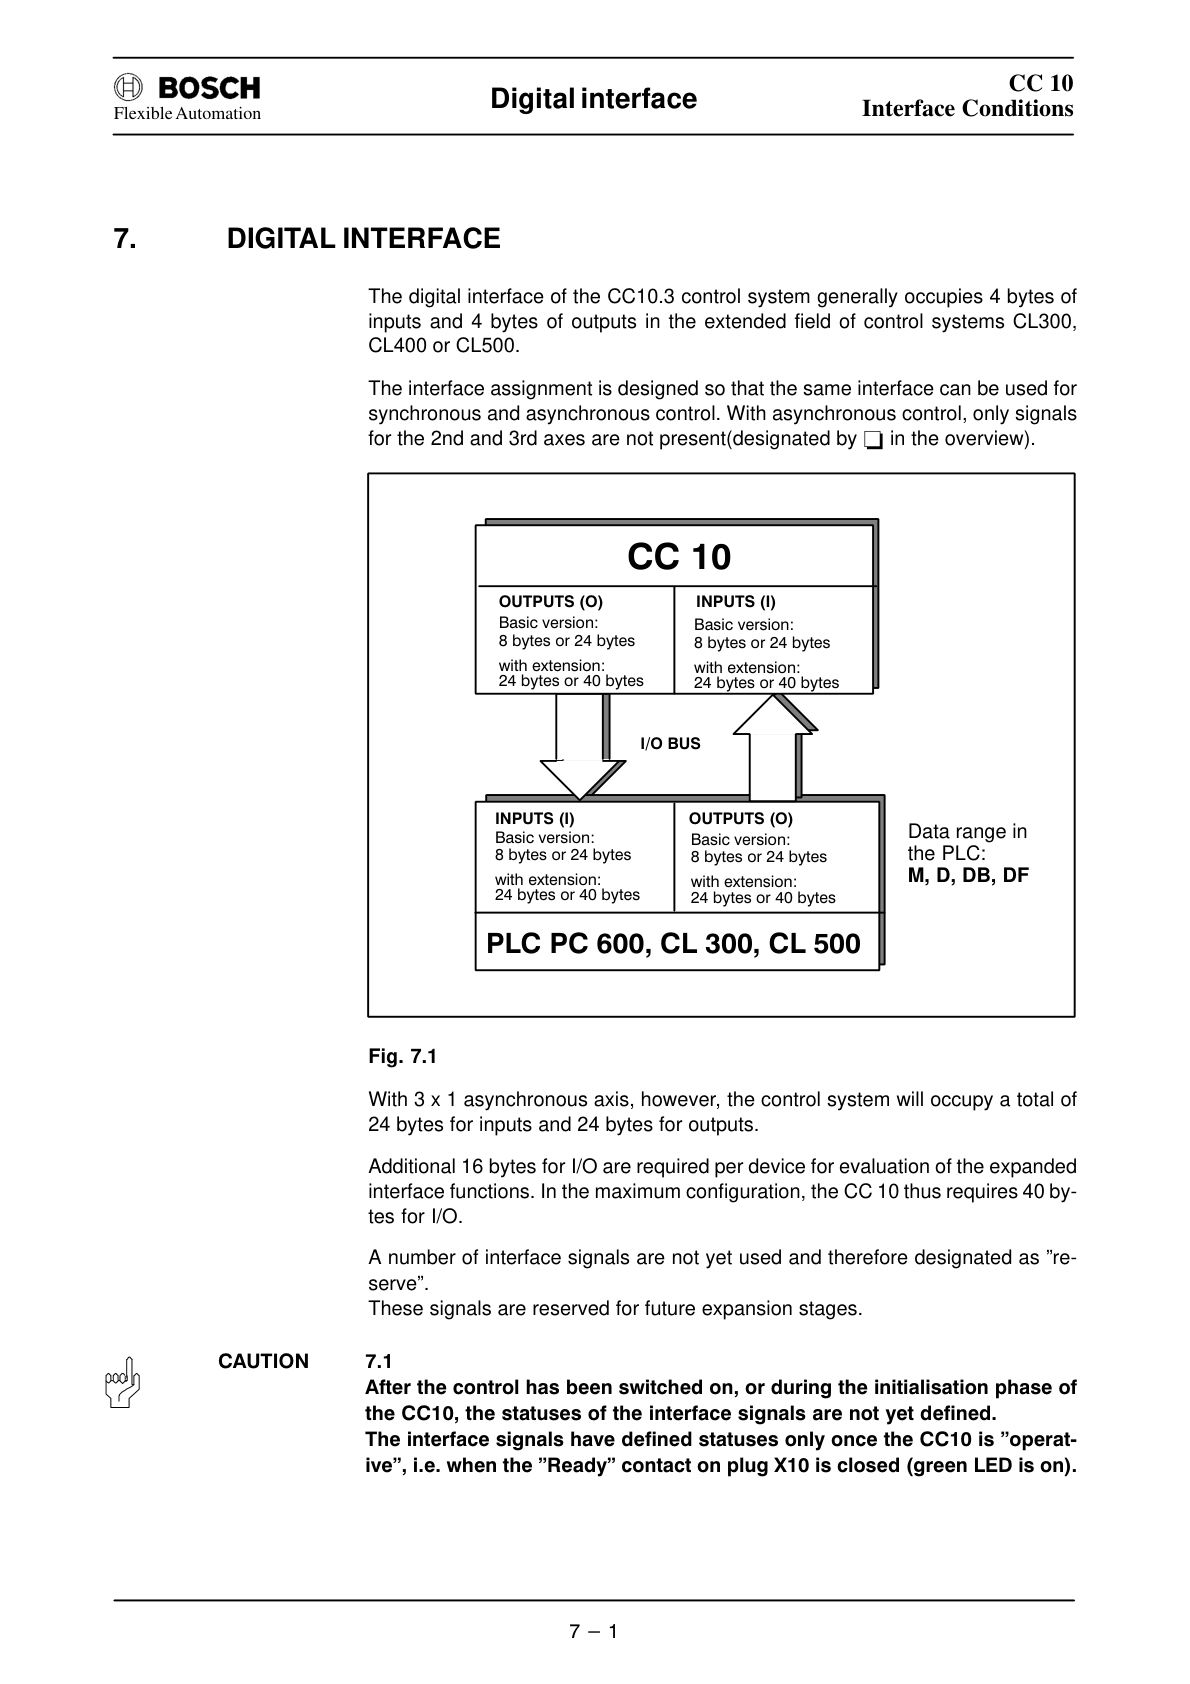 BOSCH
Flexible Automation
Digital interface
CC 10
Interface Conditions
7. DIGITAL INTERFACE
The digital interface of the CC10.3 control system generally occupies 4 bytes of
inputs and 4 bytes of outputs in the extended field of control systems CL300,
CL400 or CL500.
The interface assignment is designed so that the same interface can be used for
synchronous and asynchronous control. With asynchronous control, only signals
for the 2nd and 3rd axes are not present(designated by ❏ in the overview).
CC 10
OUTPUTS (O)
Basic version:
8 bytes or 24 bytes
with extension:
24 bytes or 40 bytes
INPUTS (I)
Basic version:
8 bytes or 24 bytes
with extension:
24 bytes or 40 bytes
I/O BUS
INPUTS (I)
Basic version:
8 bytes or 24 bytes
with extension:
24 bytes or 40 bytes
OUTPUTS (O)
Basic version:
8 bytes or 24 bytes
with extension:
24 bytes or 40 bytes
Data range in
the PLC:
M, D, DB, DF
PLC PC 600, CL 300, CL 500
Fig. 7.1
With 3 x 1 asynchronous axis, however, the control system will occupy a total of
24 bytes for inputs and 24 bytes for outputs.
Additional 16 bytes for I/O are required per device for evaluation of the expanded
interface functions. In the maximum configuration, the CC 10 thus requires 40 by-
tes for I/O.
A number of interface signals are not yet used and therefore designated as ”re-
serve”.
These signals are reserved for future expansion stages.
CAUTION 7.1
After the control has been switched on, or during the initialisation phase of
the CC10, the statuses of the interface signals are not yet defined.
The interface signals have defined statuses only once the CC10 is ”operat-
ive”, i.e. when the ”Ready” contact on plug X10 is closed (green LED is on).
7 – 1